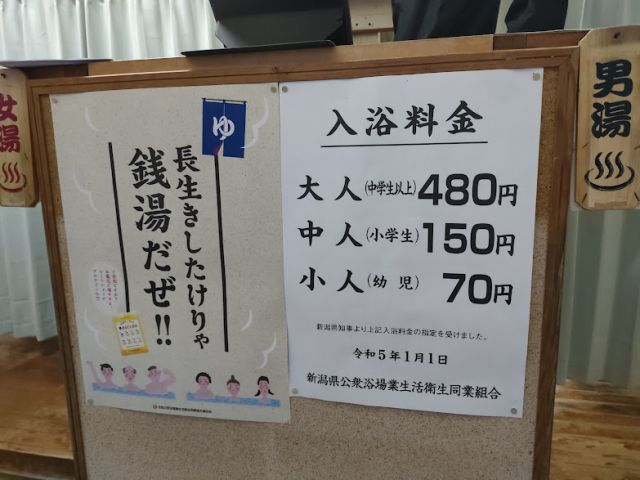 女湯
ゆ
長生きしたけりゃ
銭湯だぜ!!
入浴料金
大人(中学生以上)480円
中人(小学生)150円
小人(幼児)70円
新潟県知事より上記入浴料金の指定を受けました。
令和5年1月1日
新潟県公衆浴場業生活衛生同業組合
男湯